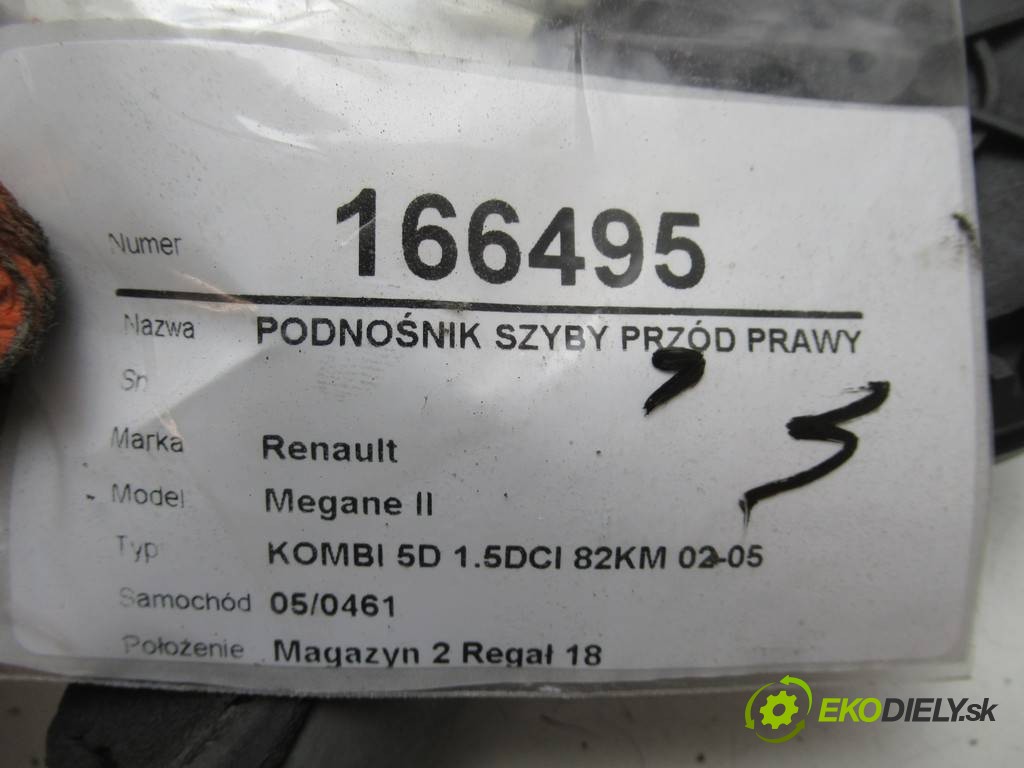 Numer 166495
Nazwa PODNOŚNIK SZYBY PRZÓD PRAWY
Sn
Marka Renault
Model Megane II
Typ KOMBI 5D 1.5DCI 82KM 02-05
Samochód 05/0461
Położenie Magazyn 2 Regał 18
EKODIELY.sk